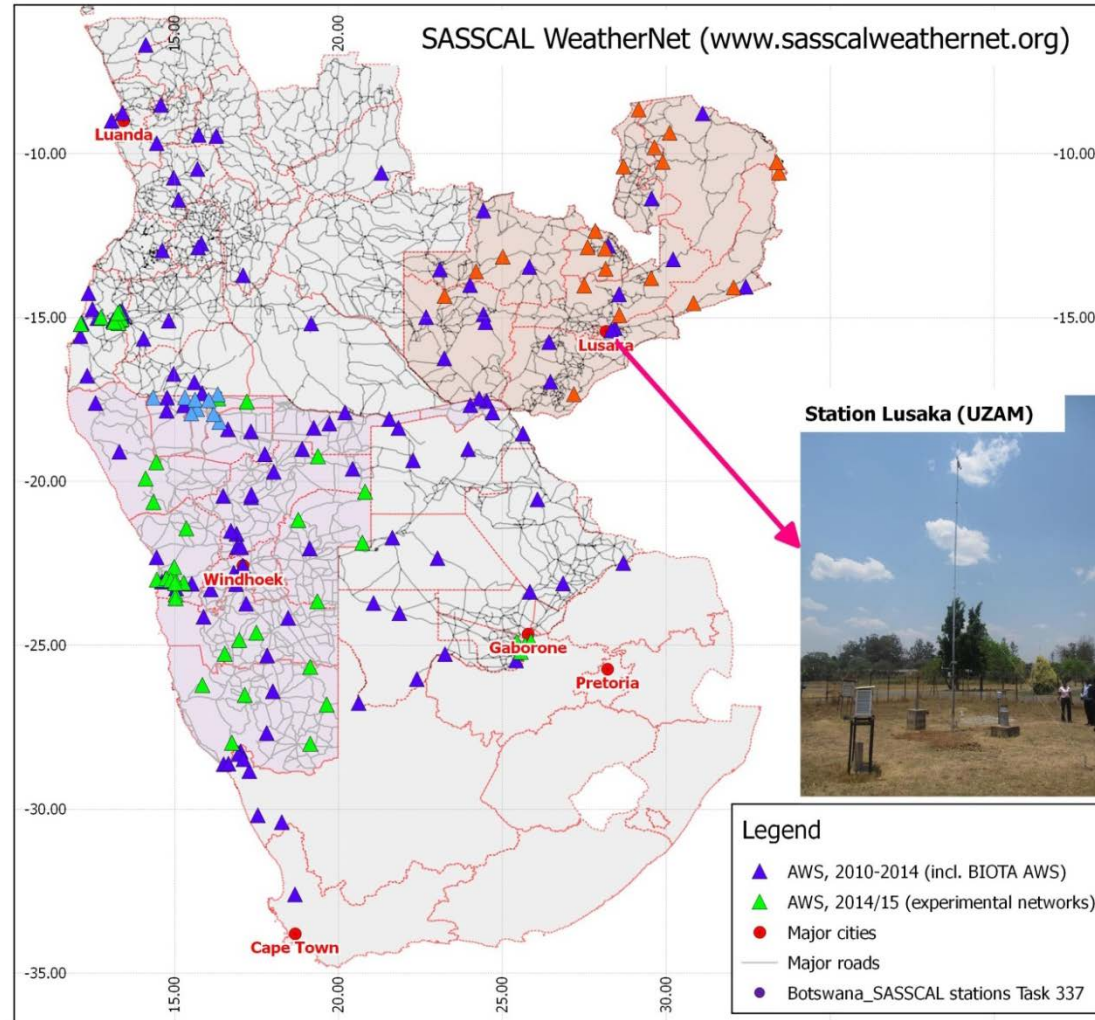 SASSCAL WeatherNet (www.sasscalweathernet.org)
15.00
20.00
Luanda
-10.00
-10.00
-15.00
-15.00
Lusaka
Station Lusaka (UZAM)
-20.00
Windhoek
-25.00
Gaborone
Pretoria
-30.00
Legend
AWS, 2010-2014 (incl. BIOTA AWS)
AWS, 2014/15 (experimental networks)
Major cities
Major roads
Botswana_SASSCAL stations Task 337
Cape Town
-35.00
15.00
20.00
25.00
30.00